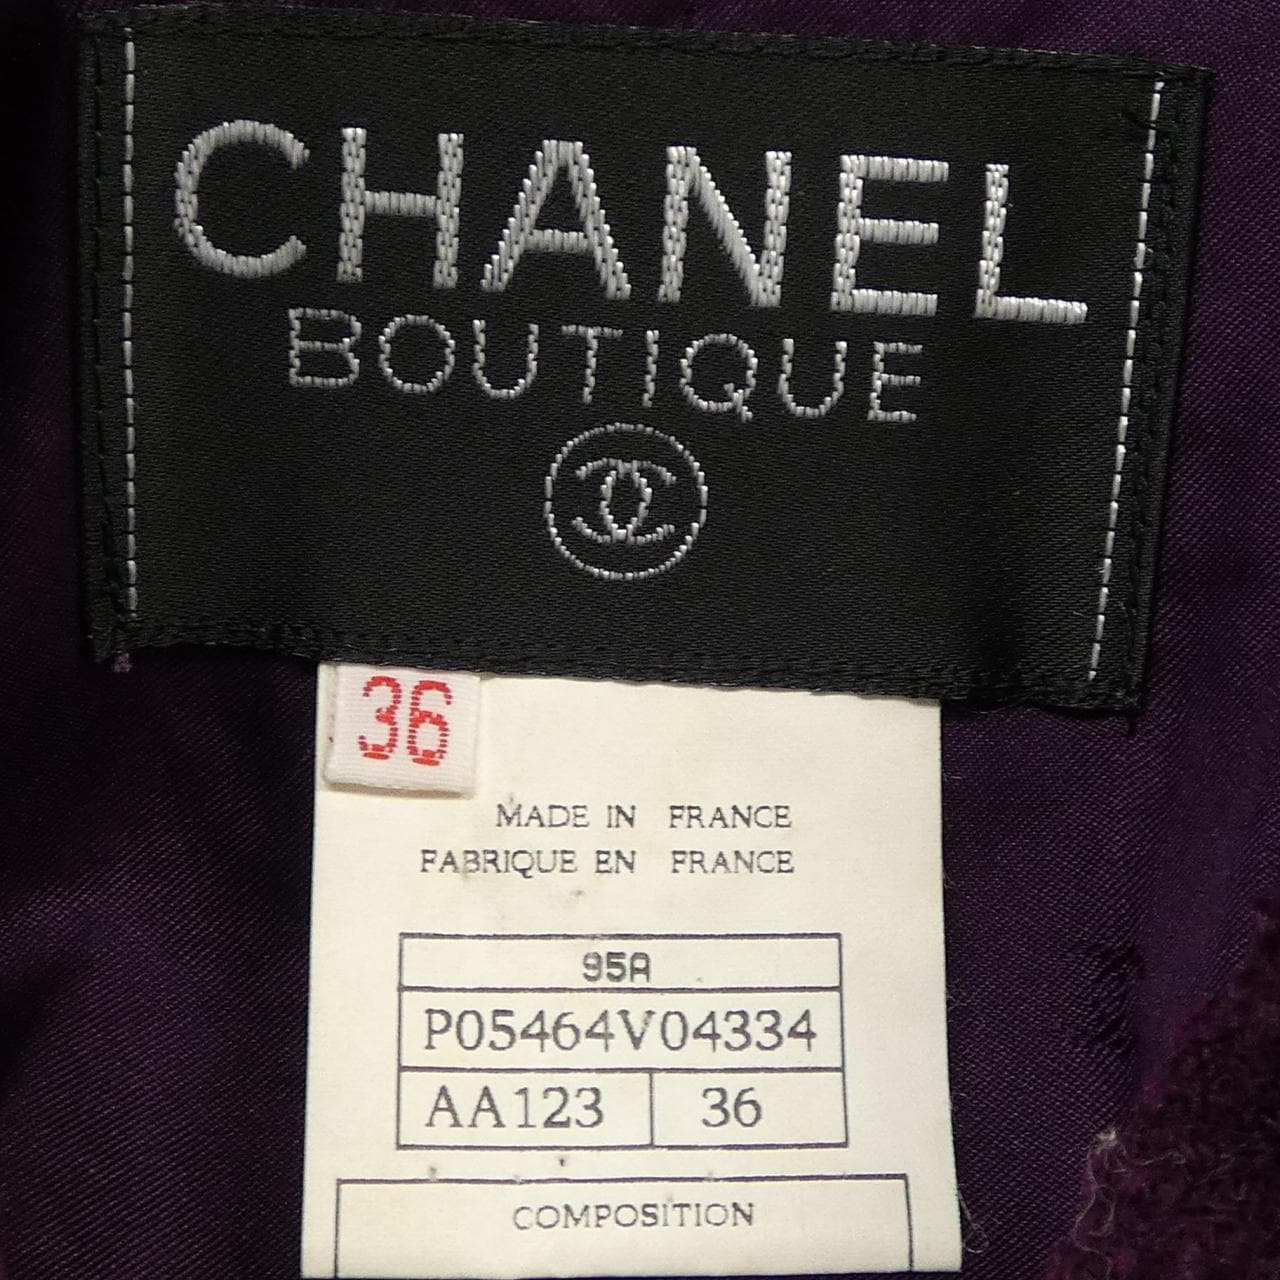 CHANEL
BOUTIQUE
36
MADE IN FRANCE
FABRIQUE EN FRANCE
95A
P05464V04334
AA123 36
COMPOSITION